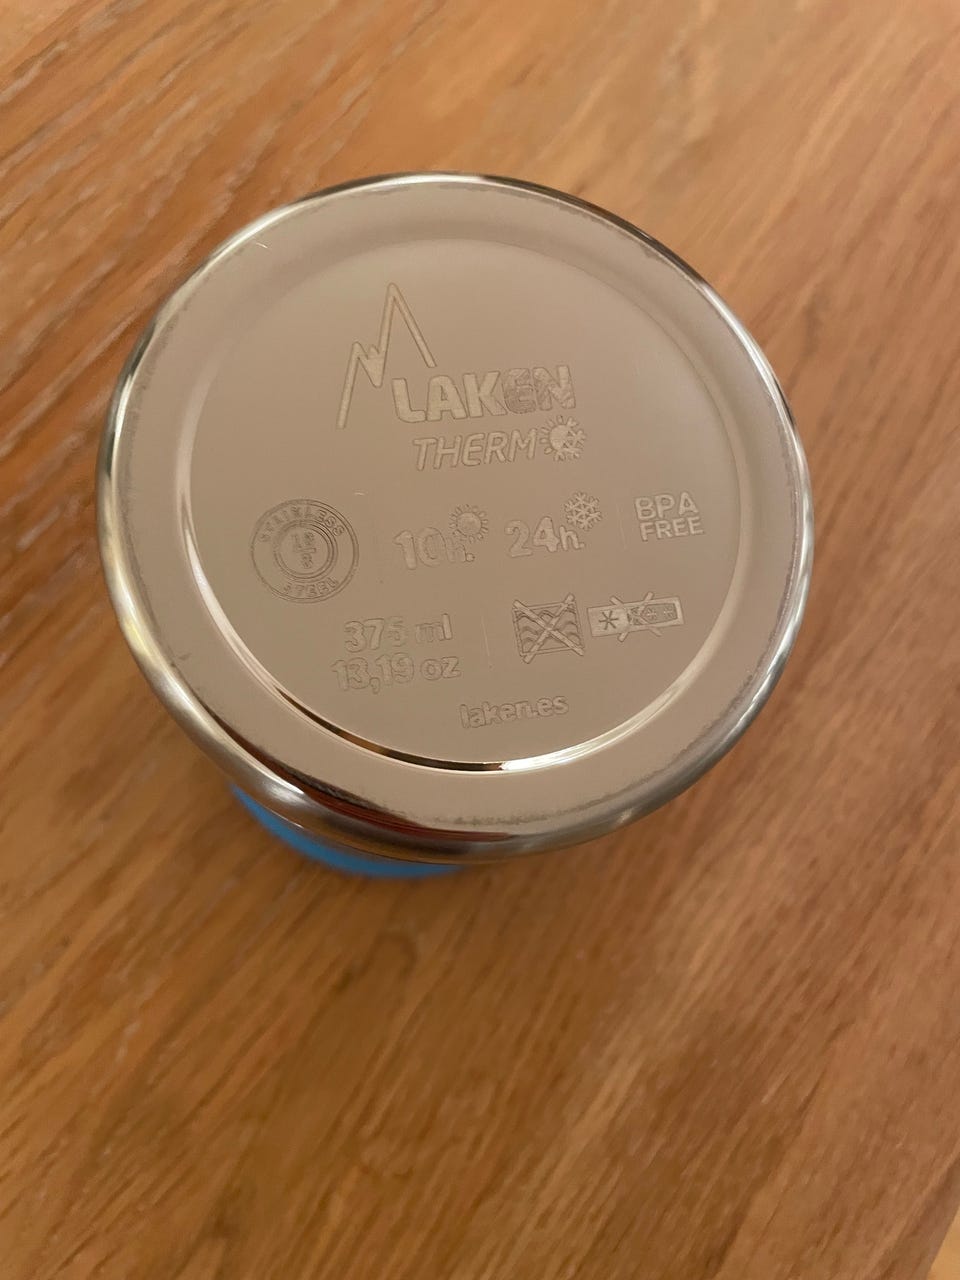 LAKEN
THERMO
STAINLESS
18/8
STEEL
10h.
24h.
BPA
FREE
375 ml
13,19 oz
laken.es